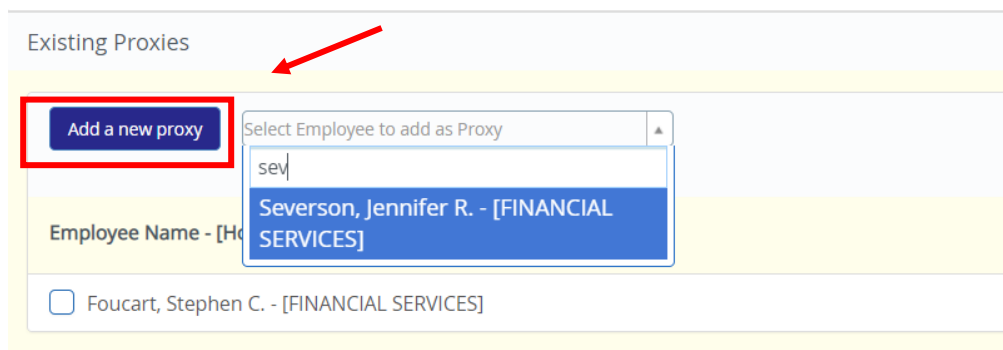 Existing Proxies
Add a new proxy
Select Employee to add as Proxy
sev
Severson, Jennifer R. - [FINANCIAL
SERVICES]
Employee Name - [Ho
Foucart, Stephen C. - [FINANCIAL SERVICES]